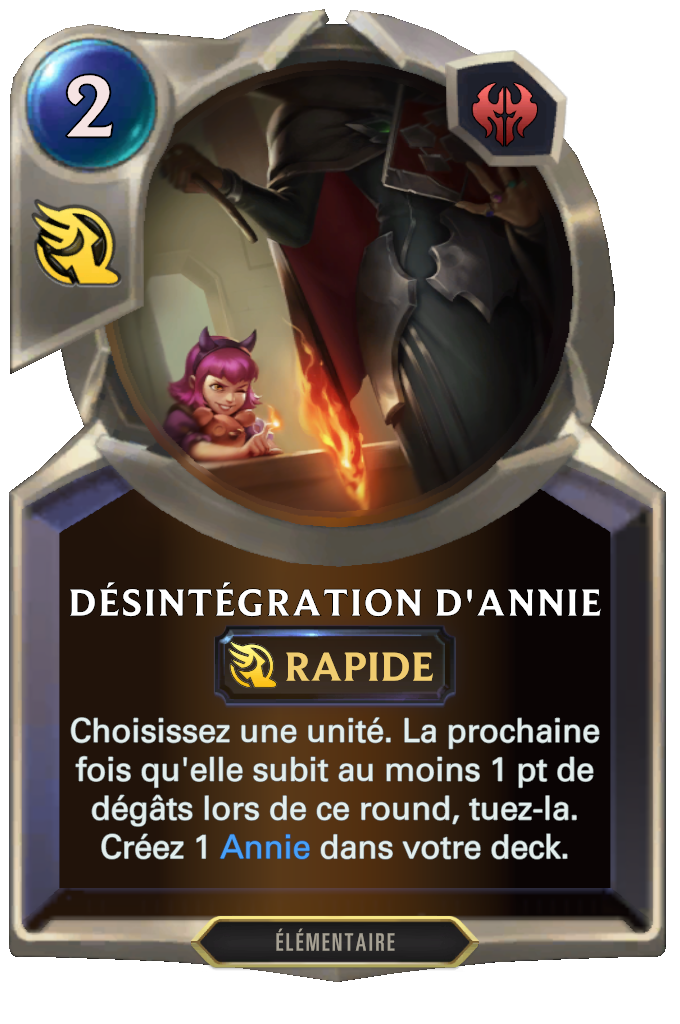 2
DÉSINTÉGRATION D'ANNIE
RAPIDE
Choisissez une unité. La prochaine
fois qu'elle subit au moins 1 pt de
dégâts lors de ce round, tuez-la.
Créez 1 Annie dans votre deck.
ÉLÉMENTAIRE